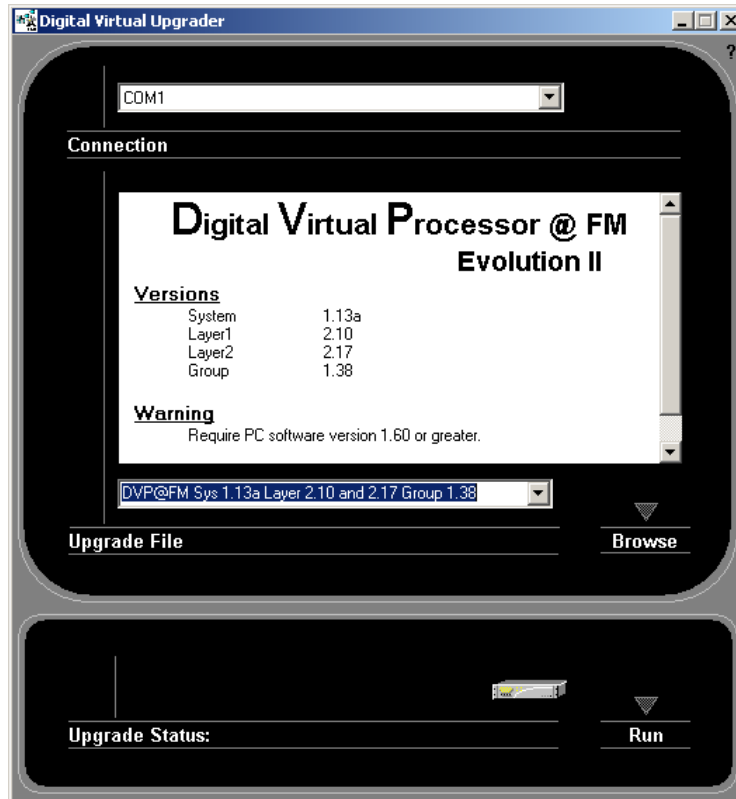 Digital Virtual Upgrader
?
COM1
Connection
Digital Virtual Processor @ FM
Evolution II
Versions
System 1.13a
Layer1 2.10
Layer2 2.17
Group 1.38
Warning
Require PC software version 1.60 or greater.
DVP@FM Sys 1.13a Layer 2.10 and 2.17 Group 1.38
Upgrade File
Browse
Upgrade Status:
Run